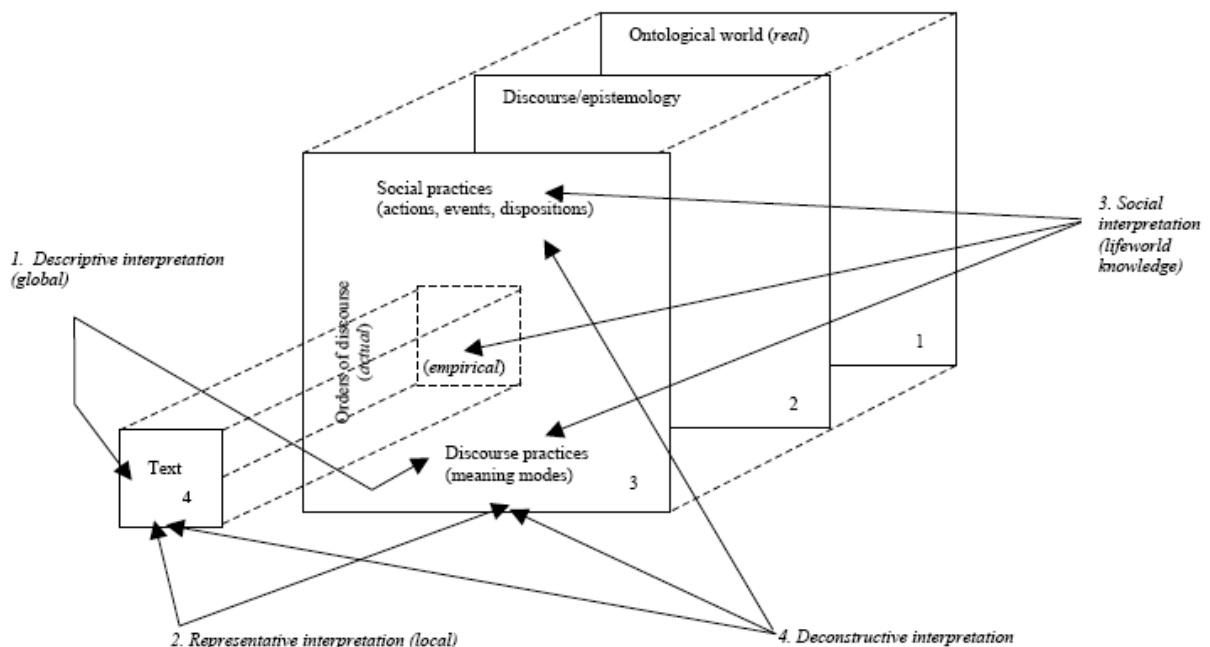 Ontological world (real)
Discourse/epistemology
Social practices
(actions, events, dispositions)
3. Social
interpretation
(lifeworld
knowledge)
1. Descriptive interpretation
(global)
Orders of discourse
(actual)
(empirical)
1
2
Text
4
Discourse practices
(meaning modes)
3
2. Representative interpretation (local)
4. Deconstructive interpretation